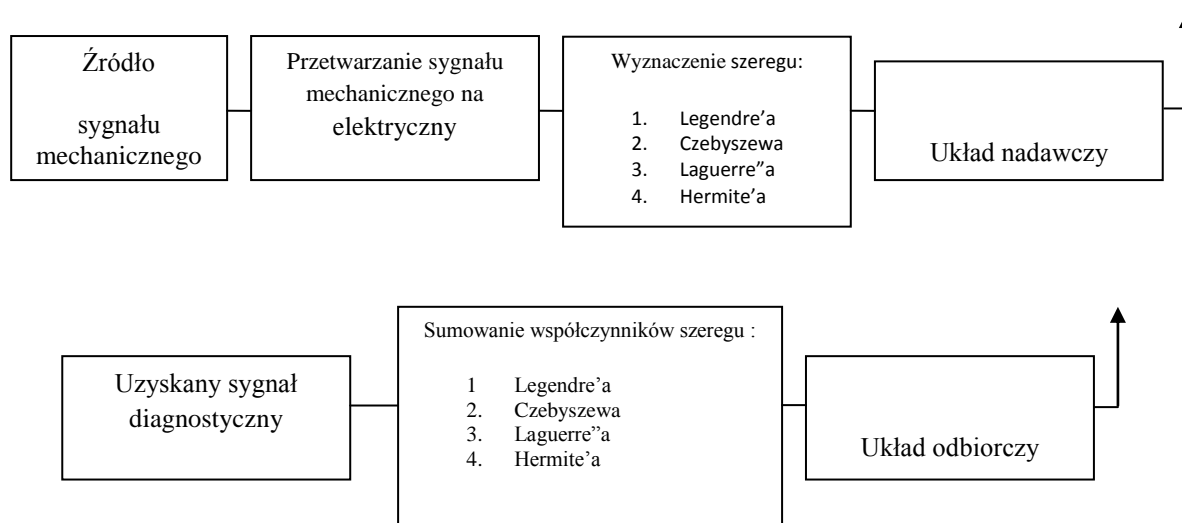 Źródło
sygnału
mechanicznego
Przetwarzanie sygnału
mechanicznego na
elektryczny
Wyznaczenie szeregu:
1. Legendre’a
2. Czebyszewa
3. Laguerre”a
4. Hermite’a
Układ nadawczy
Uzyskany sygnał
diagnostyczny
Sumowanie współczynników szeregu :
1 Legendre’a
2. Czebyszewa
3. Laguerre”a
4. Hermite’a
Układ odbiorczy